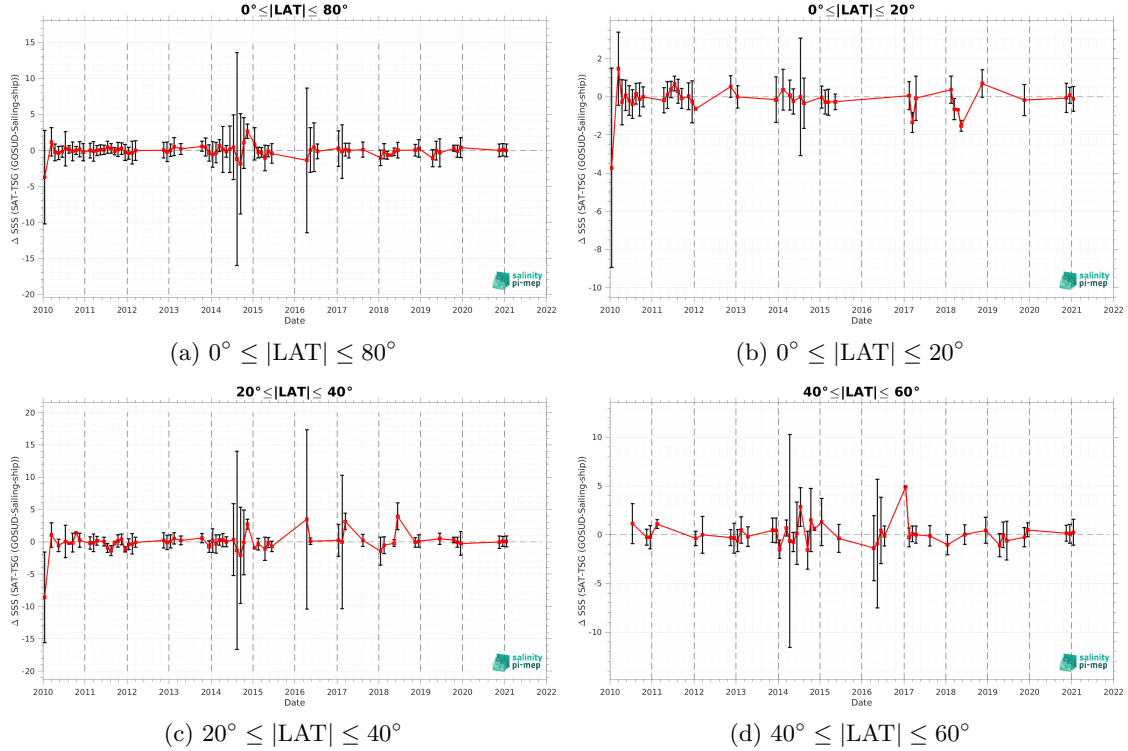 0°≤|LAT|≤ 80°
Δ SSS (SAT-TSG (GOSUD-Sailing-ship))
15
10
5
0
-5
-10
-15
-20
2010 2011 2012 2013 2014 2015 2016 2017 2018 2019 2020 2021 2022
Date
salinity
pi-mep
(a) 0° ≤ |LAT| ≤ 80°
0°≤|LAT|≤ 20°
Δ SSS (SAT-TSG (GOSUD-Sailing-ship))
2
0
-2
-4
-6
-8
-10
2010 2011 2012 2013 2014 2015 2016 2017 2018 2019 2020 2021 2022
Date
salinity
pi-mep
(b) 0° ≤ |LAT| ≤ 20°
20°≤|LAT|≤ 40°
Δ SSS (SAT-TSG (GOSUD-Sailing-ship))
20
15
10
5
0
-5
-10
-15
-20
2010 2011 2012 2013 2014 2015 2016 2017 2018 2019 2020 2021 2022
Date
salinity
pi-mep
(c) 20° ≤ |LAT| ≤ 40°
40°≤|LAT|≤ 60°
Δ SSS (SAT-TSG (GOSUD-Sailing-ship))
10
5
0
-5
-10
2010 2011 2012 2013 2014 2015 2016 2017 2018 2019 2020 2021 2022
Date
salinity
pi-mep
(d) 40° ≤ |LAT| ≤ 60°